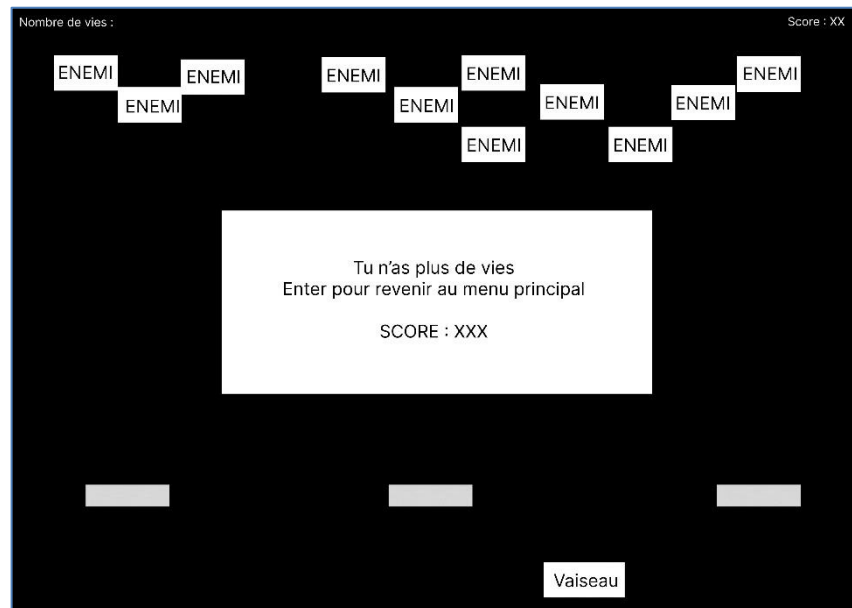 Nombre de vies :
Score : XX
ENEMI
ENEMI
ENEMI
ENEMI
ENEMI
ENEMI
ENEMI
ENEMI
ENEMI
ENEMI
ENEMI
Tu n'as plus de vies
Enter pour revenir au menu principal
SCORE : XXX
Vaiseau